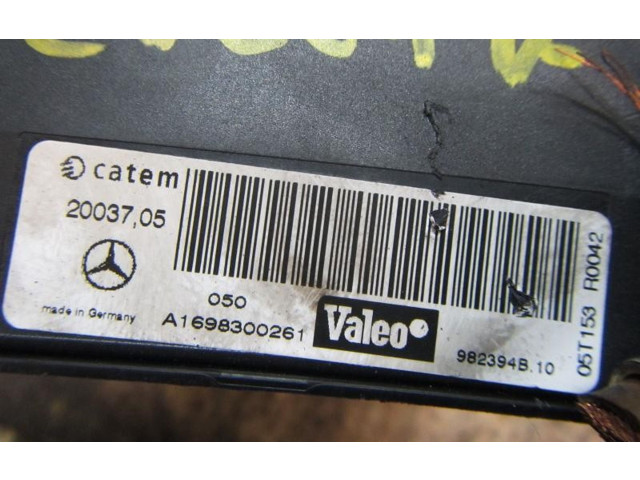 catem
20037,05
made in Germany
050
A1698300261
Valeo
982394B.10
05T153 R0042